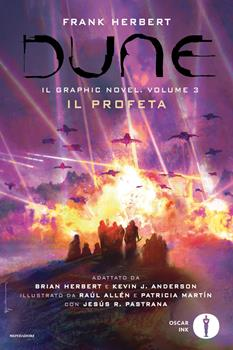 FRANK HERBERT
DUNE
IL GRAPHIC NOVEL. VOLUME 3
IL PROFETA
ADATTATO DA
BRIAN HERBERT E KEVIN J. ANDERSON
ILLUSTRATO DA RAÚL ALLÉN E PATRICIA MARTÍN
CON JESÚS R. PASTRANA
MONDADORI
OSCAR
INK